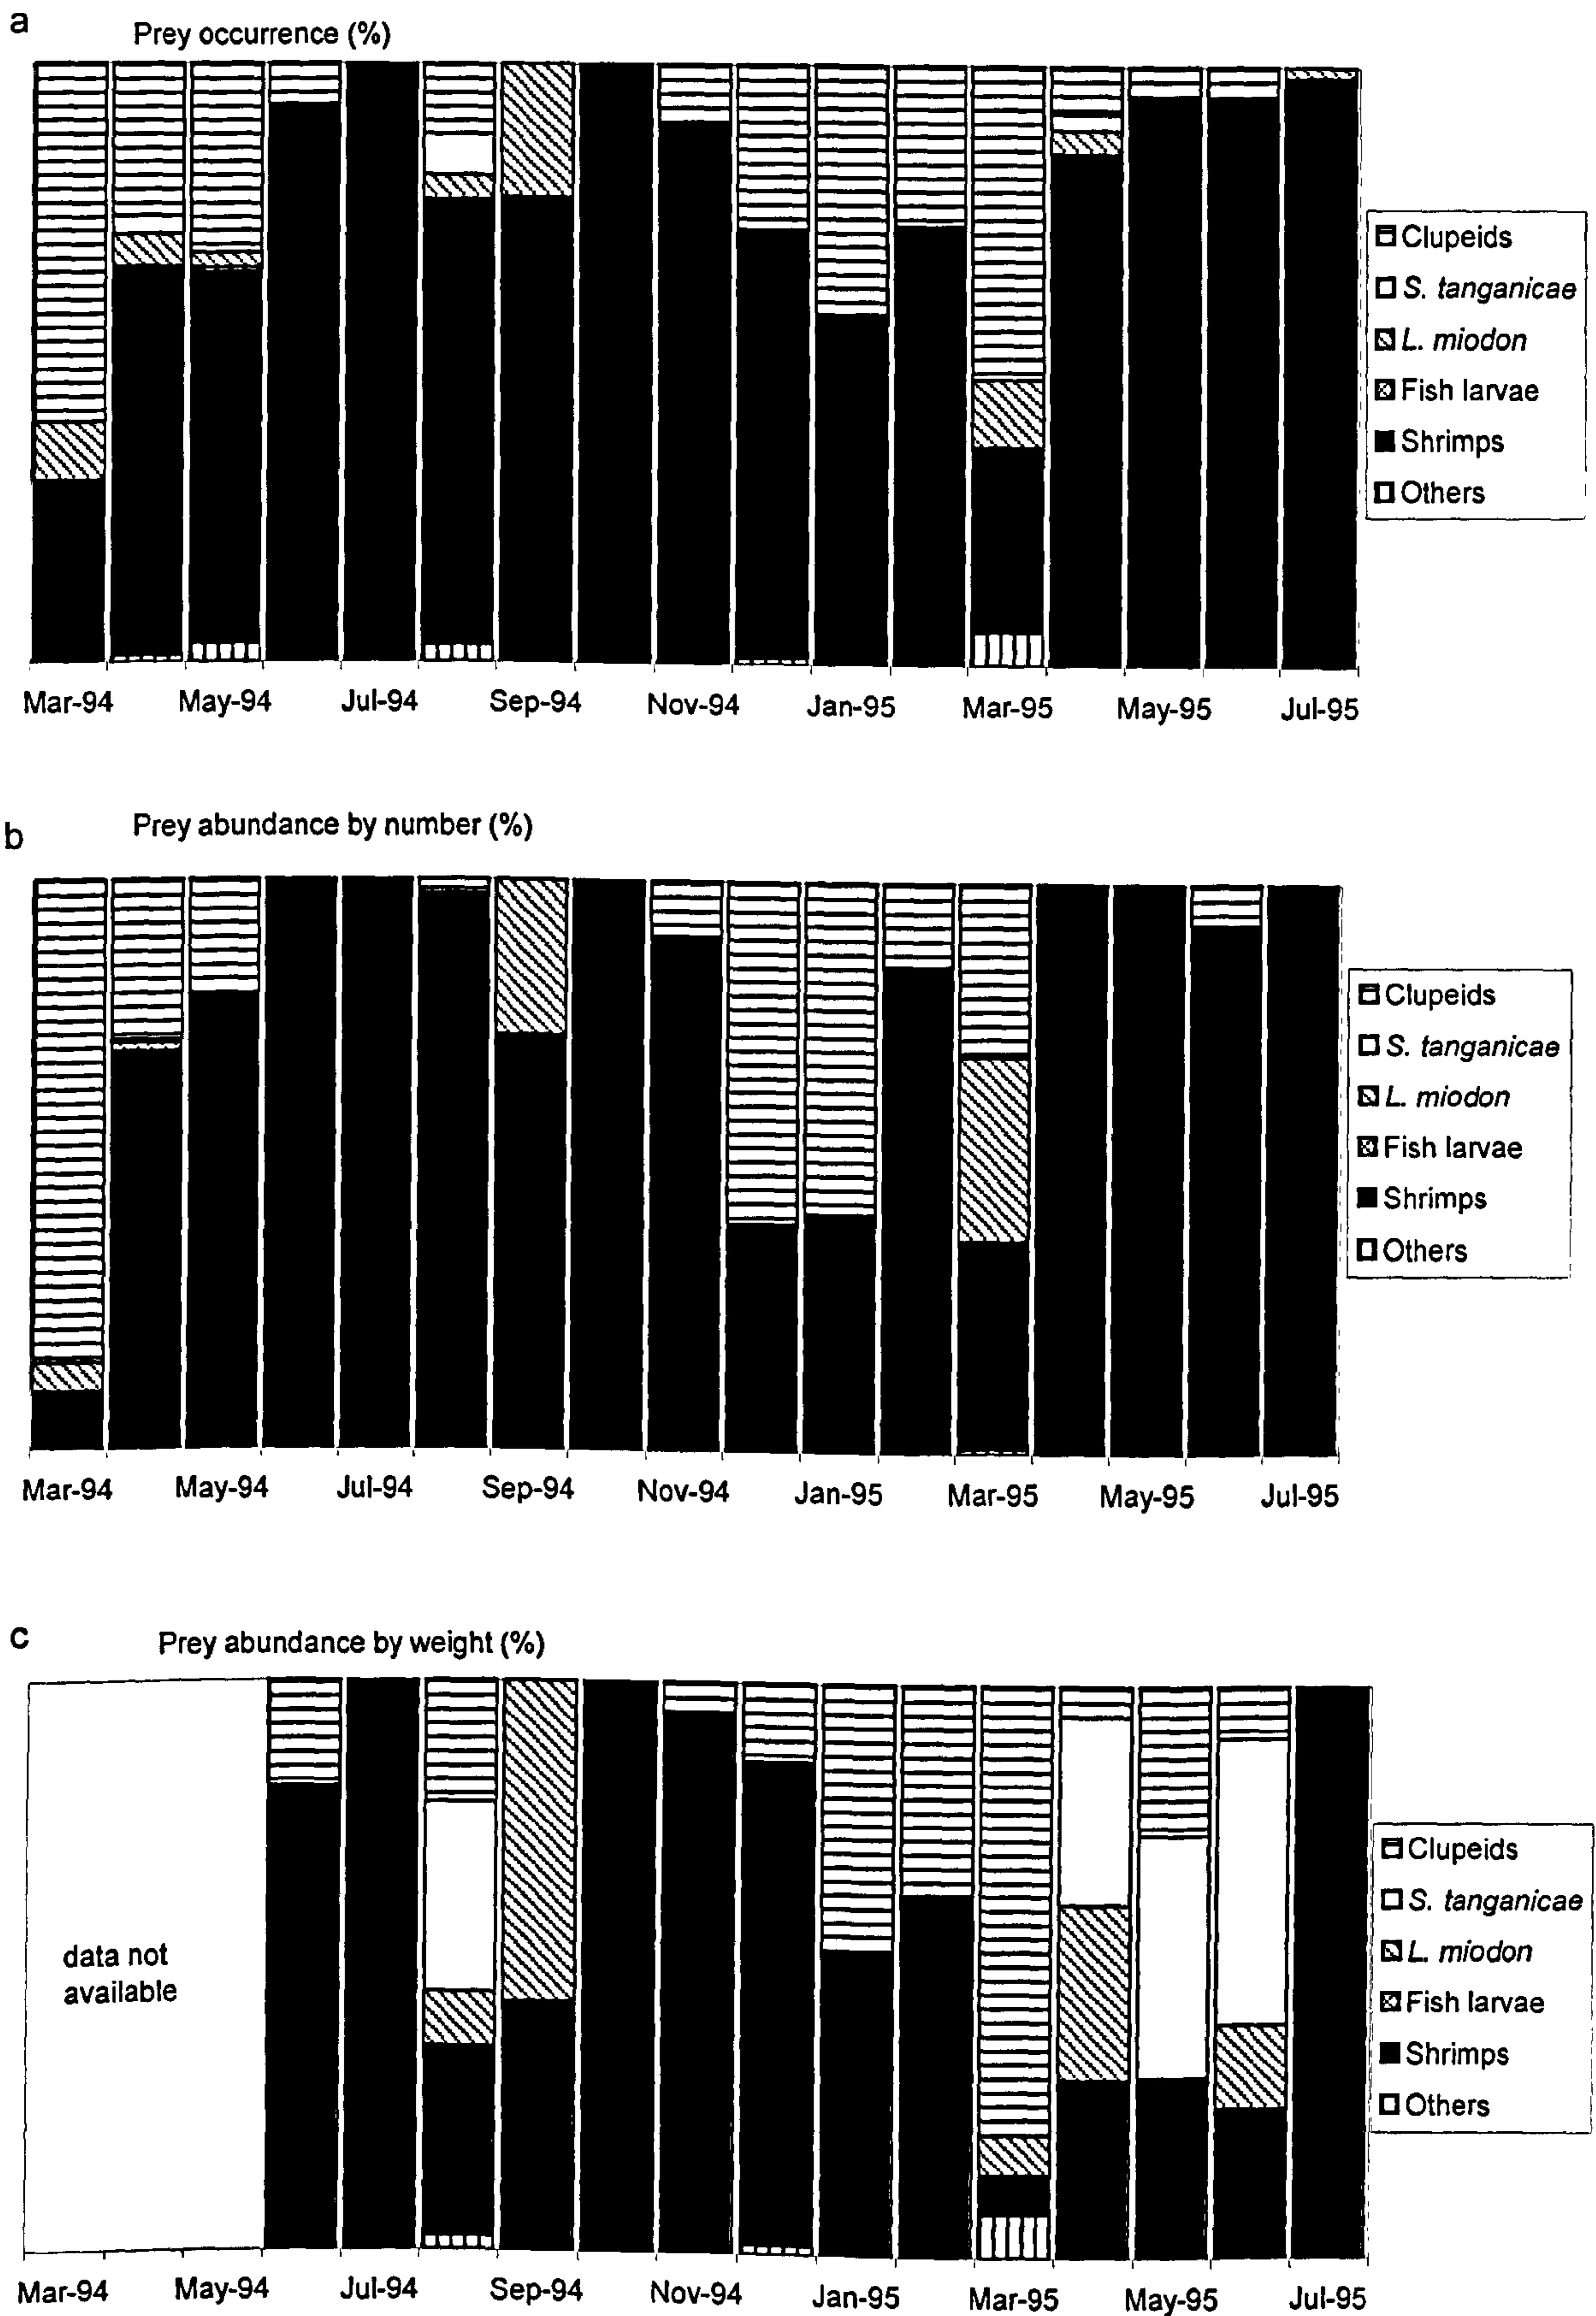 a
Prey occurrence (%)
Clupeids
S. tanganicae
L. miodon
Fish larvae
Shrimps
Others
Mar-94 May-94 Jul-94 Sep-94 Nov-94 Jan-95 Mar-95 May-95 Jul-95
b
Prey abundance by number (%)
Clupeids
S. tanganicae
L. miodon
Fish larvae
Shrimps
Others
Mar-94 May-94 Jul-94 Sep-94 Nov-94 Jan-95 Mar-95 May-95 Jul-95
c
Prey abundance by weight (%)
Clupeids
S. tanganicae
L. miodon
Fish larvae
Shrimps
Others
data not
available
Mar-94 May-94 Jul-94 Sep-94 Nov-94 Jan-95 Mar-95 May-95 Jul-95